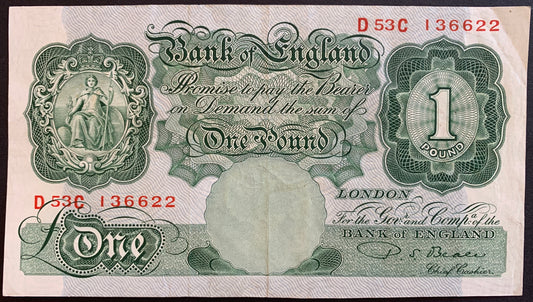 D53C 136622
Bank of England
Promise to pay the Bearer
on Demand the sum of
One Pound
1
POUND
D53C 136622
LONDON
For the Gov.r and Comp.a of the
BANK OF ENGLAND
£One
P S Beale
Chief Cashier.